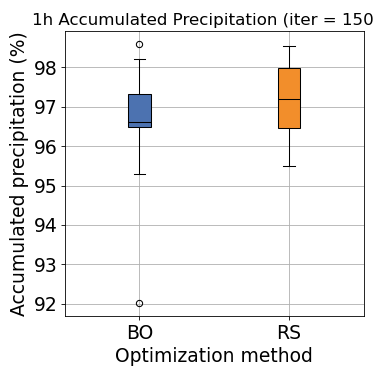 1h Accumulated Precipitation (iter = 150
Accumulated precipitation (%)
98
97
96
95
94
93
92
BO RS
Optimization method